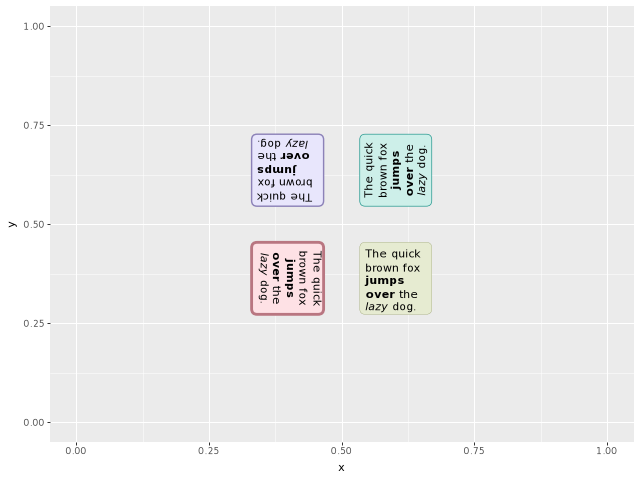 1.00
0.75
0.50
0.25
0.00
y
The quick
brown fox
jumps
over the
lazy dog.
The quick
brown fox
jumps
over the
lazy dog.
The quick
brown fox
jumps
over the
lazy dog.
The quick
brown fox
jumps
over the
lazy dog.
0.00 0.25 0.50 0.75 1.00
x